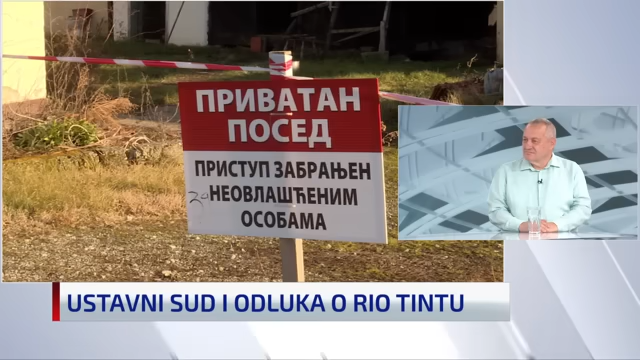 ПРИВАТАН
ПОСЕД
ПРИСТУП ЗАБРАЊЕН
НЕОВЛАШЋЕНИМ
ОСОБАМА
USTAVNI SUD I ODLUKA O RIO TINTU